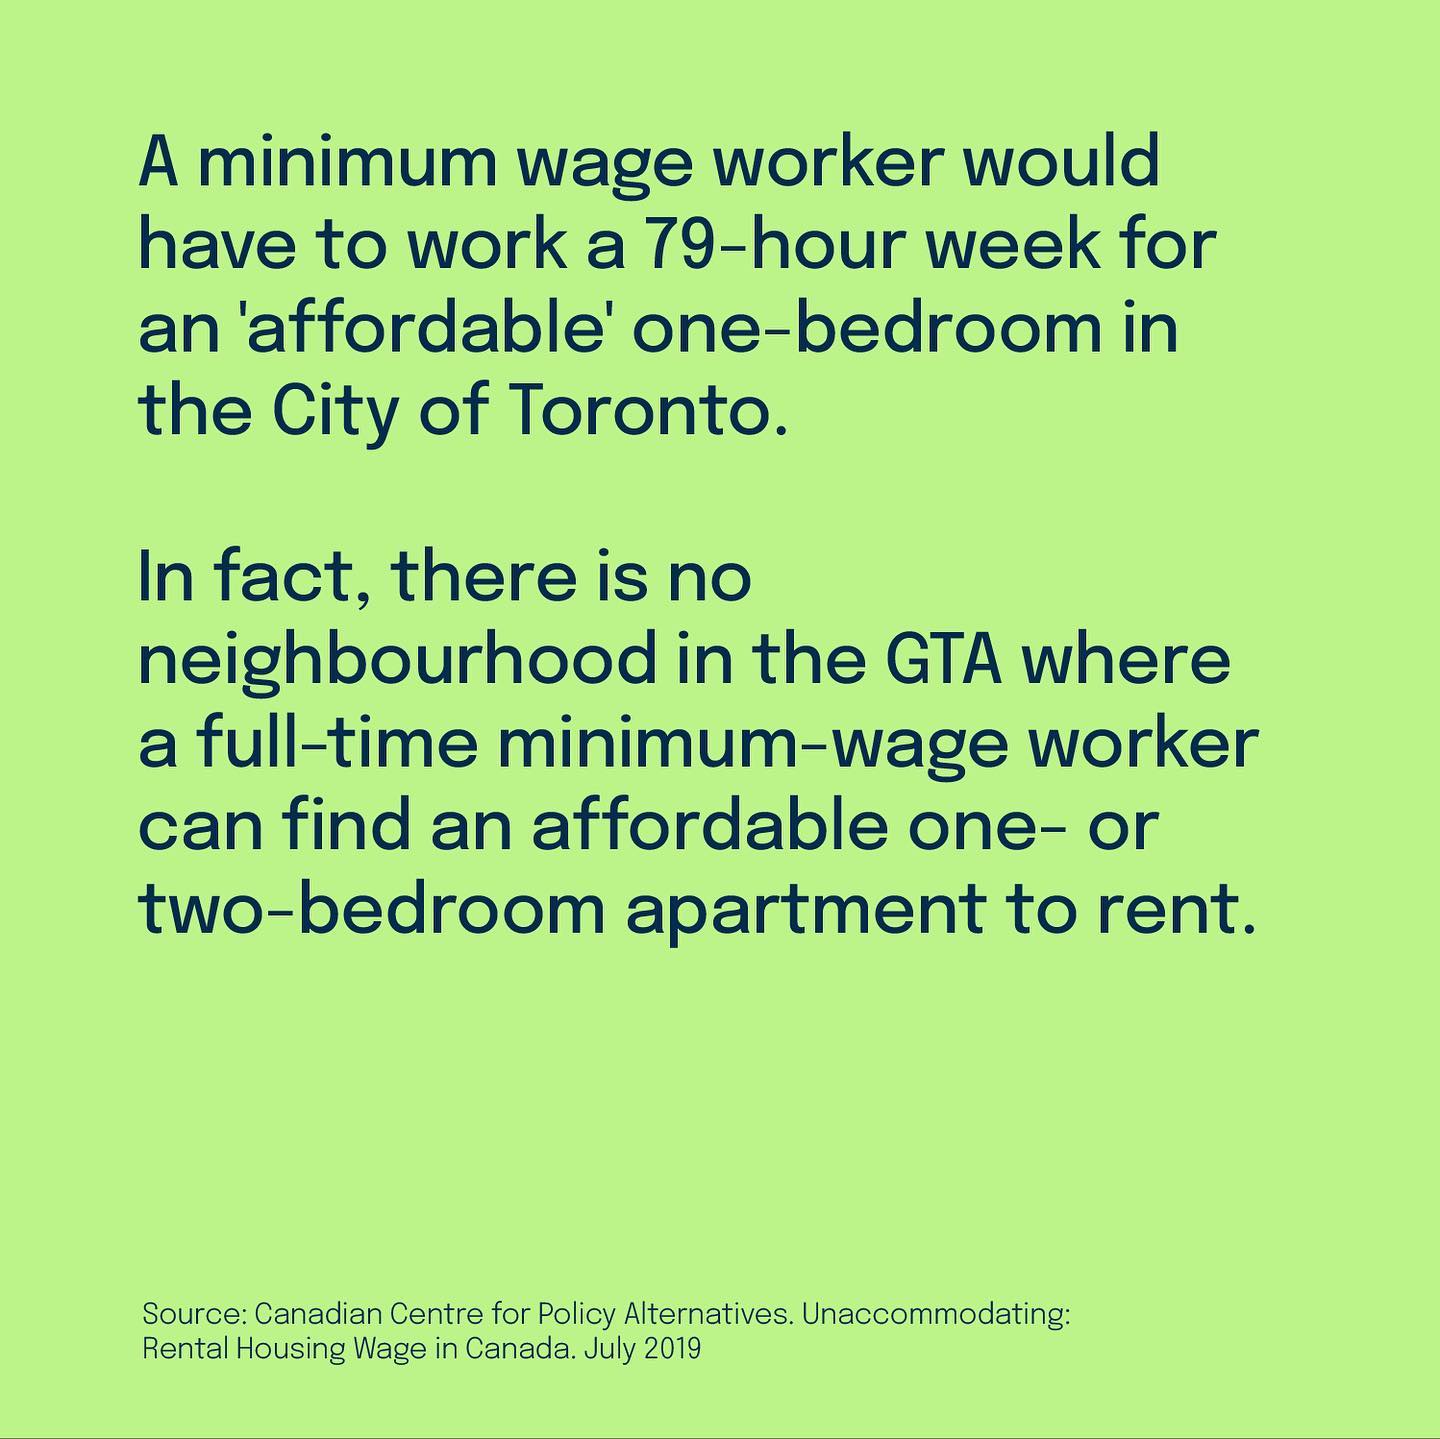 A minimum wage worker would
have to work a 79-hour week for
an 'affordable' one-bedroom in
the City of Toronto.
In fact, there is no
neighbourhood in the GTA where
a full-time minimum-wage worker
can find an affordable one- or
two-bedroom apartment to rent.
Source: Canadian Centre for Policy Alternatives. Unaccommodating:
Rental Housing Wage in Canada. July 2019